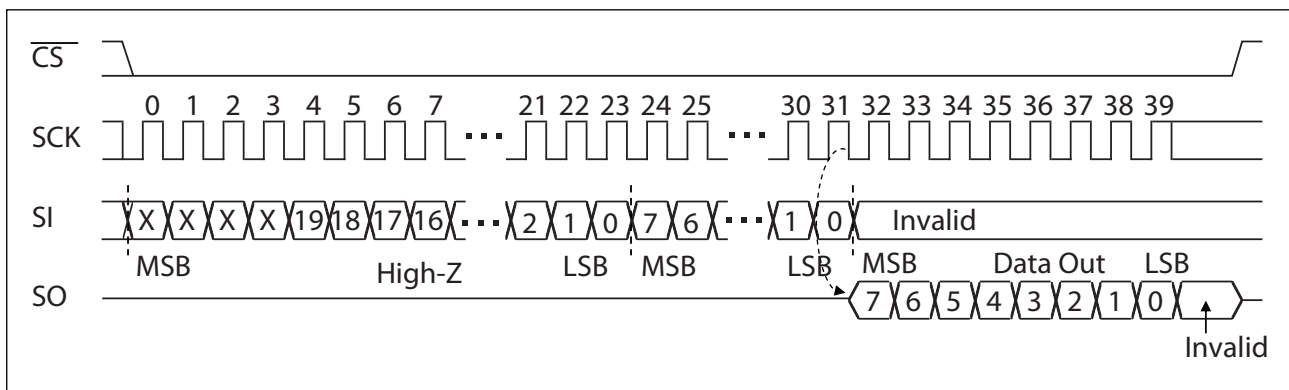 CS
0 1 2 3 4 5 6 7 21 22 23 24 25 30 31 32 33 34 35 36 37 38 39
SCK
SI X X X X 19 18 17 16 2 1 0 7 6 1 0 Invalid
MSB High-Z LSB MSB LSB MSB Data Out LSB
SO 7 6 5 4 3 2 1 0
Invalid